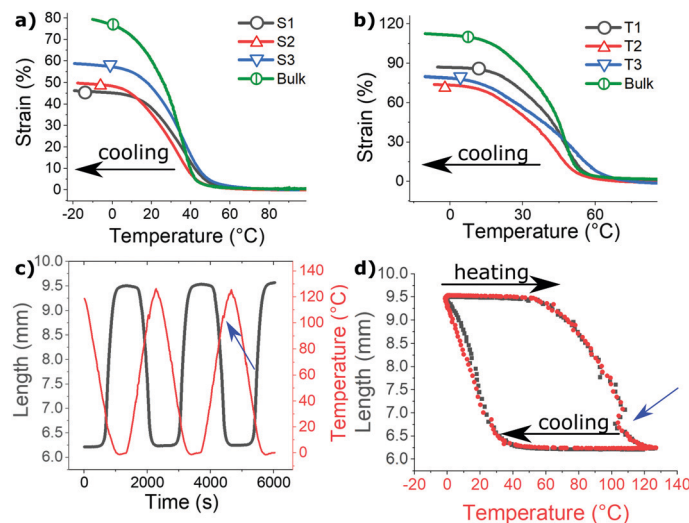 a)
80
70
60
50
40
30
20
10
0
Strain (%)
S1
S2
S3
Bulk
cooling
-20
0
20
40
60
80
Temperature (°C)
b)
120
90
60
30
0
Strain (%)
T1
T2
T3
Bulk
cooling
0
30
60
Temperature (°C)
c)
10.0
9.5
9.0
8.5
8.0
7.5
7.0
6.5
6.0
Length (mm)
140
120
100
80
60
40
20
0
Temperature (°C)
0
2000
4000
6000
Time (s)
d)
10.0
9.5
9.0
8.5
8.0
7.5
7.0
6.5
6.0
Length (mm)
heating
cooling
0
20
40
60
80
100
120
140
Temperature (°C)